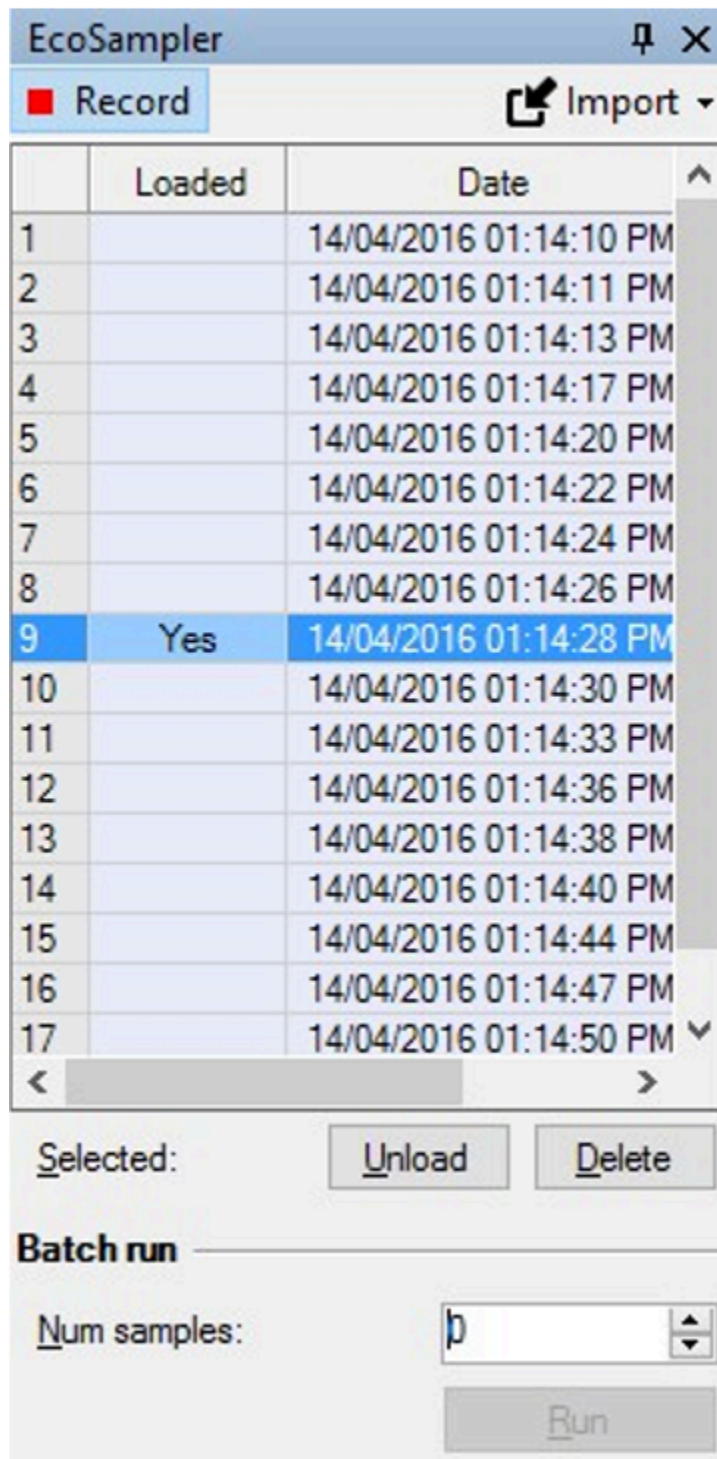 EcoSampler
Record Import
Loaded Date
1 14/04/2016 01:14:10 PM
2 14/04/2016 01:14:11 PM
3 14/04/2016 01:14:13 PM
4 14/04/2016 01:14:17 PM
5 14/04/2016 01:14:20 PM
6 14/04/2016 01:14:22 PM
7 14/04/2016 01:14:24 PM
8 14/04/2016 01:14:26 PM
9 Yes 14/04/2016 01:14:28 PM
10 14/04/2016 01:14:30 PM
11 14/04/2016 01:14:33 PM
12 14/04/2016 01:14:36 PM
13 14/04/2016 01:14:38 PM
14 14/04/2016 01:14:40 PM
15 14/04/2016 01:14:44 PM
16 14/04/2016 01:14:47 PM
17 14/04/2016 01:14:50 PM
Selected: Unload Delete
Batch run
Num samples: 0
Run